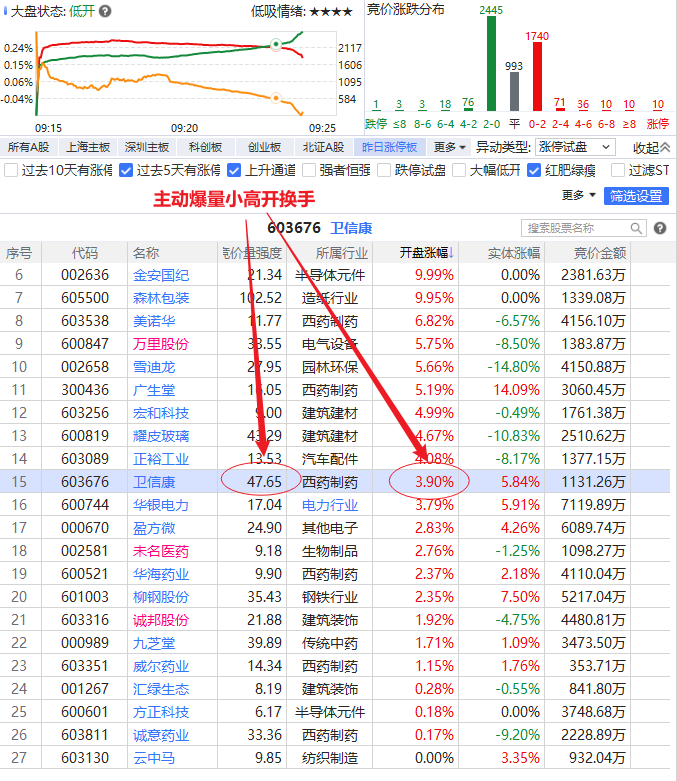 大盘状态: 低开 ?
低吸情绪: ★★★★
0.24%
0.15%
0.06%
-0.04%
2117
1606
1095
584
09:15 09:20 09:25
竞价涨跌分布
1 3 3 18 76 2445 993 1740 71 36 10 10 10
跌停 ≤8 8-6 6-4 4-2 2-0 平 0-2 2-4 4-6 6-8 ≥8 涨停
所有A股 上海主板 深圳主板 科创板 创业板 北证A股 昨日涨停板 更多 异动类型: 涨停试盘 收起
过去10天有涨停 过去5天有涨停 上升通道 强者恒强 跌停试盘 大幅低开 红肥绿瘦 过滤ST
更多 筛选设置
主动爆量小高开换手
603676 卫信康
搜索股票名称 ?
序号 代码 名称 竞价量强度 所属行业 开盘涨幅↓ 实体涨幅 竞价金额
6 002636 金安国纪 21.34 半导体元件 9.99% 0.00% 2381.63万
7 605500 森林包装 102.52 造纸行业 9.95% 0.00% 1339.08万
8 603538 美诺华 11.77 西药制药 6.82% -6.57% 4156.10万
9 600847 万里股份 33.55 电气设备 5.75% -8.50% 1383.87万
10 002658 雪迪龙 27.95 园林环保 5.66% -14.80% 4150.88万
11 300436 广生堂 16.05 西药制药 5.19% 14.09% 3060.45万
12 603256 宏和科技 9.00 建筑建材 4.99% -0.49% 1761.38万
13 600819 耀皮玻璃 43.29 建筑建材 4.67% -10.83% 2510.62万
14 603089 正裕工业 13.53 汽车配件 4.08% -8.17% 1377.15万
15 603676 卫信康 47.65 西药制药 3.90% 5.84% 1131.26万
16 600744 华银电力 17.04 电力行业 3.79% 5.91% 7119.89万
17 000670 盈方微 24.90 其他电子 2.83% 4.26% 6089.74万
18 002581 未名医药 9.18 生物制品 2.76% -1.25% 1098.27万
19 600521 华海药业 9.90 西药制药 2.37% 2.18% 4110.04万
20 601003 柳钢股份 35.43 钢铁行业 2.35% 7.50% 5217.04万
21 603316 诚邦股份 21.88 建筑装饰 1.92% -4.75% 4480.81万
22 000989 九芝堂 39.89 传统中药 1.71% 1.09% 3473.50万
23 603351 威尔药业 14.34 西药制药 1.15% 1.76% 353.71万
24 001267 汇绿生态 8.19 建筑装饰 0.28% -0.55% 841.80万
25 600601 方正科技 6.17 半导体元件 0.18% 0.00% 3748.68万
26 603811 诚意药业 33.36 西药制药 0.17% -9.20% 2228.89万
27 603130 云中马 9.85 纺织制造 0.00% 3.35% 932.04万